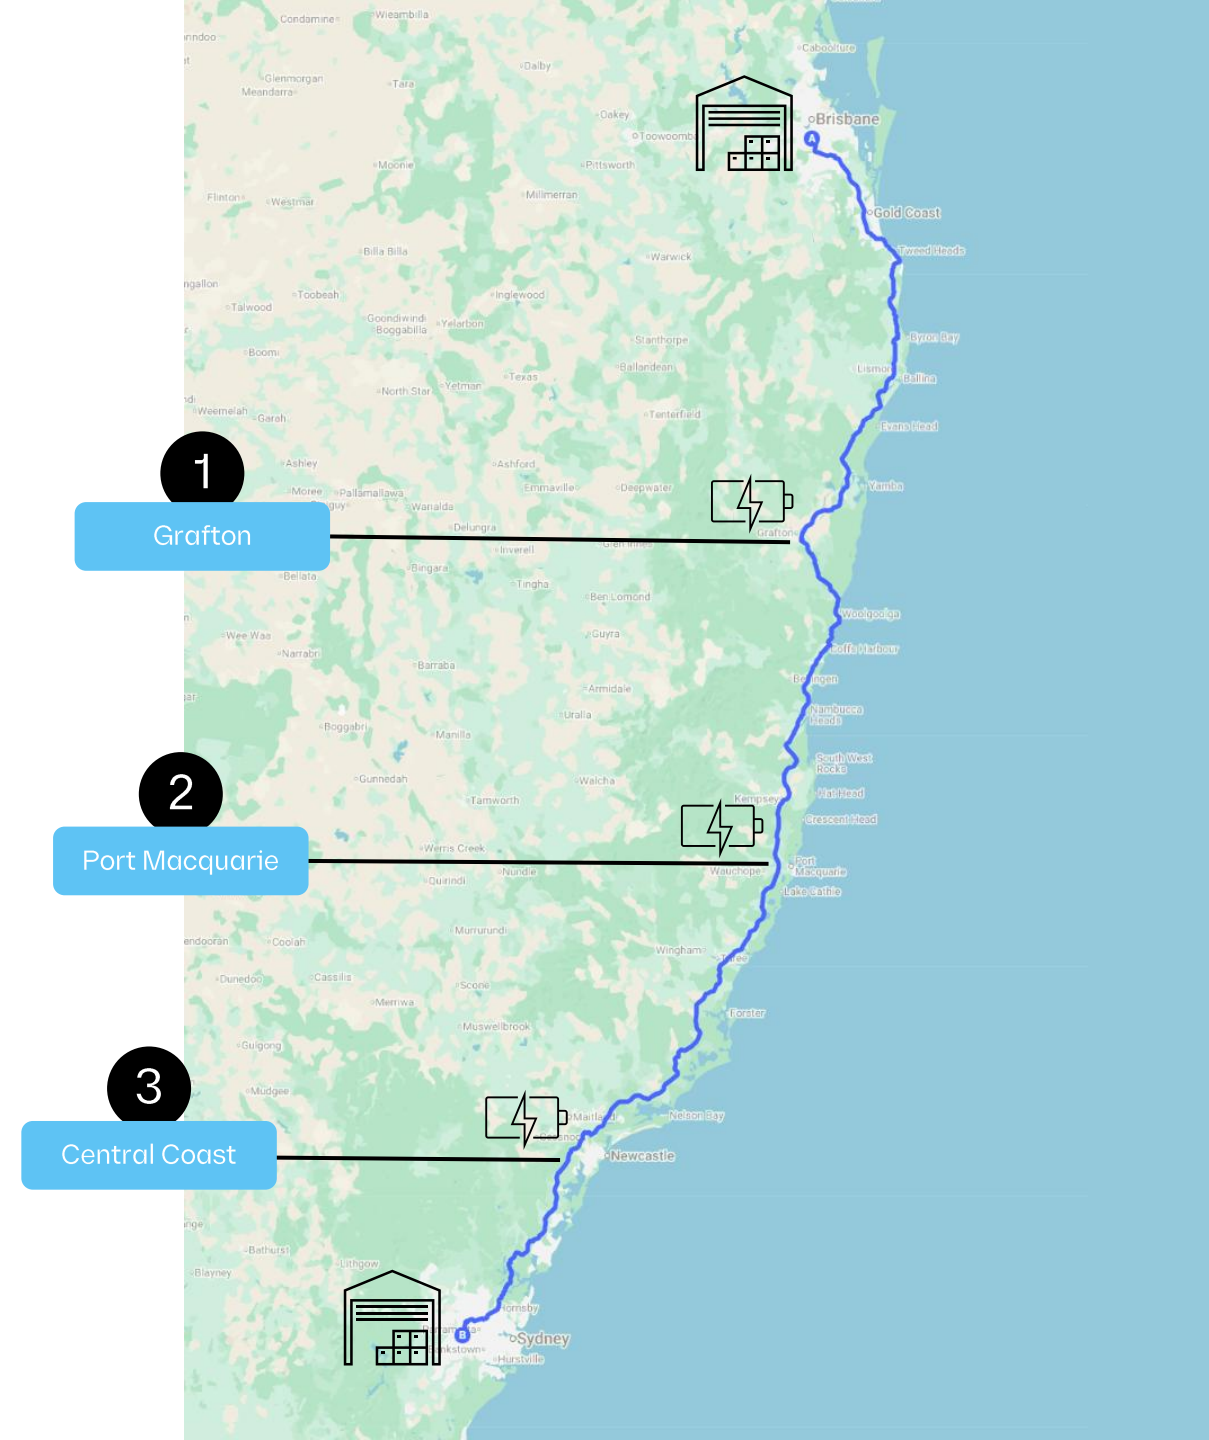 Wieambilla
Condamine
Caboolture
Dalby
Glenmorgan
Meandarra
Tara
Oakey
Brisbane
A
Moonie
Pittsworth
Flinton
Westmar
Millmerran
Gold Coast
Billa Billa
Warwick
Tweed Heads
Toobeah
Inglewood
Talwood
Goondiwindi
Boggabilla
Yelarbon
Stanthorpe
Byron Bay
Boomi
Ballandean
Texas
Ballina
North Star
Yetman
Weemelah
Garah
Tenterfield
Evans Head
1
Ashley
Ashford
Moree
Pallamallawa
Emmaville
Deepwater
Yamba
Warialda
Grafton
Delungra
Grafton
Glen Innes
Inverell
Bingara
Bellata
Tingha
Ben Lomond
Woolgoolga
Wee Waa
Guyra
Narrabri
Coffs Harbour
Barraba
Armidale
Nambucca
Heads
Uralla
Boggabri
Manilla
South West
Rocks
2
Gunnedah
Walcha
Hat Head
Tamworth
Kempsey
Crescent Head
Port Macquarie
Werris Creek
Port
Macquarie
Nundle
Wauchope
Quirindi
Lake Cathie
Murrurundi
Coolah
Wingham
Dunedoo
Cassilis
Scone
Merriwa
Forster
Muswellbrook
Gulgong
3
Mudgee
Maitland
Nelson Bay
Central Coast
Newcastle
Bathurst
Lithgow
Blayney
Hornsby
B
Sydney
Hurstville